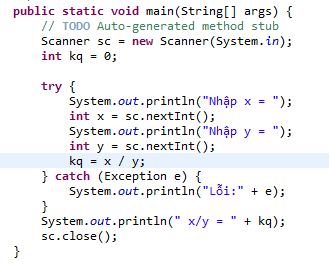 public static void main(String[] args) {
    // TODO Auto-generated method stub
    Scanner sc = new Scanner(System.in);
    int kq = 0;

    try {
        System.out.println("Nhập x = ");
        int x = sc.nextInt();
        System.out.println("Nhập y = ");
        int y = sc.nextInt();
        kq = x / y;
    } catch (Exception e) {
        System.out.println("Lỗi:" + e);
    }
    System.out.println(" x/y = " + kq);
    sc.close();
}